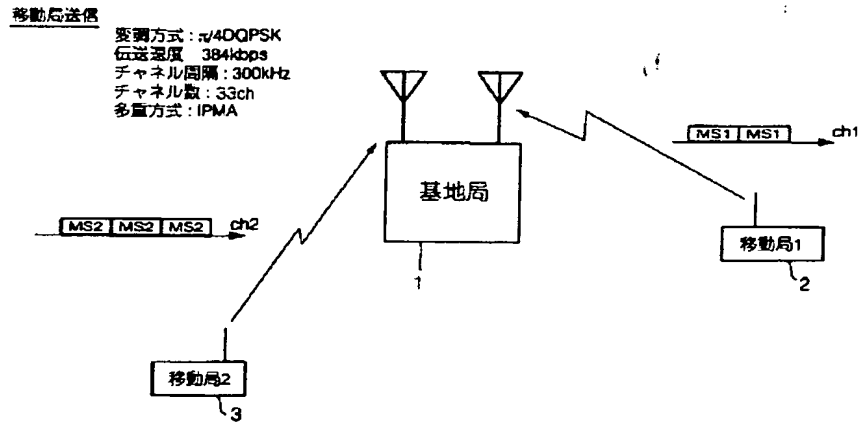 移動局送信
変調方式:π/4DQPSK
伝送速度 384kbps
チャネル間隔:300kHz
チャネル数:33ch
多重方式:IPMA
MS1 MS1 ch1
基地局
1
MS2 MS2 MS2 ch2
移動局1
2
移動局2
3